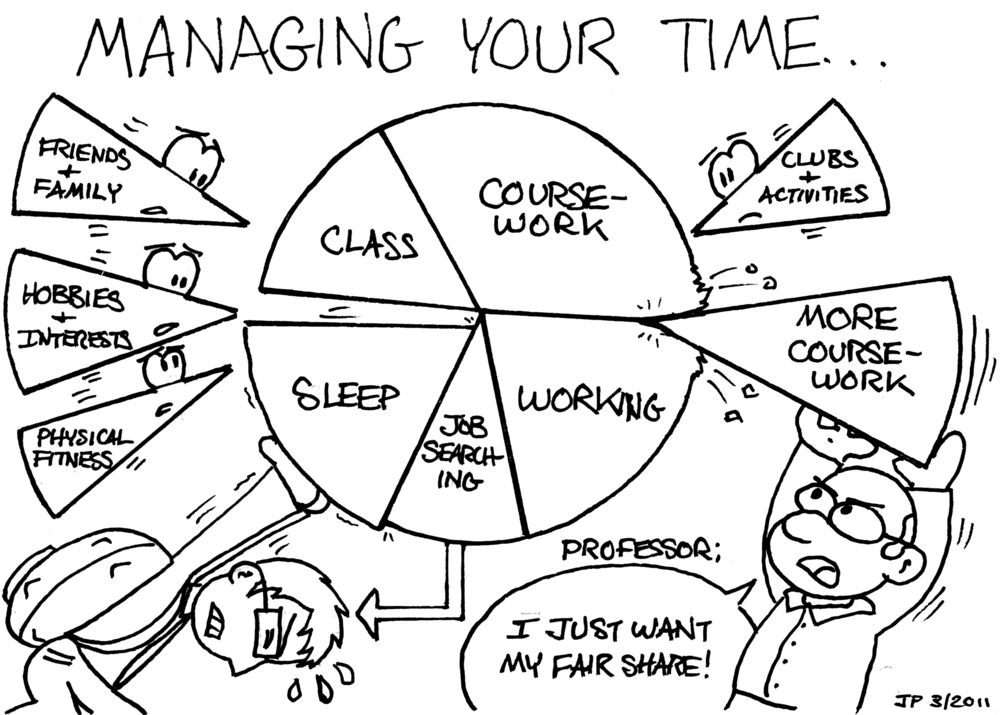 MANAGING YOUR TIME...
FRIENDS
+
FAMILY
HOBBIES
+
INTERESTS
PHYSICAL
FITNESS
CLASS
COURSE-
WORK
SLEEP
JOB
SEARCH-
ING
WORKING
CLUBS
+
ACTIVITIES
MORE
COURSE-
WORK
PROFESSOR:
I JUST WANT
MY FAIR SHARE!
JP 3/2011